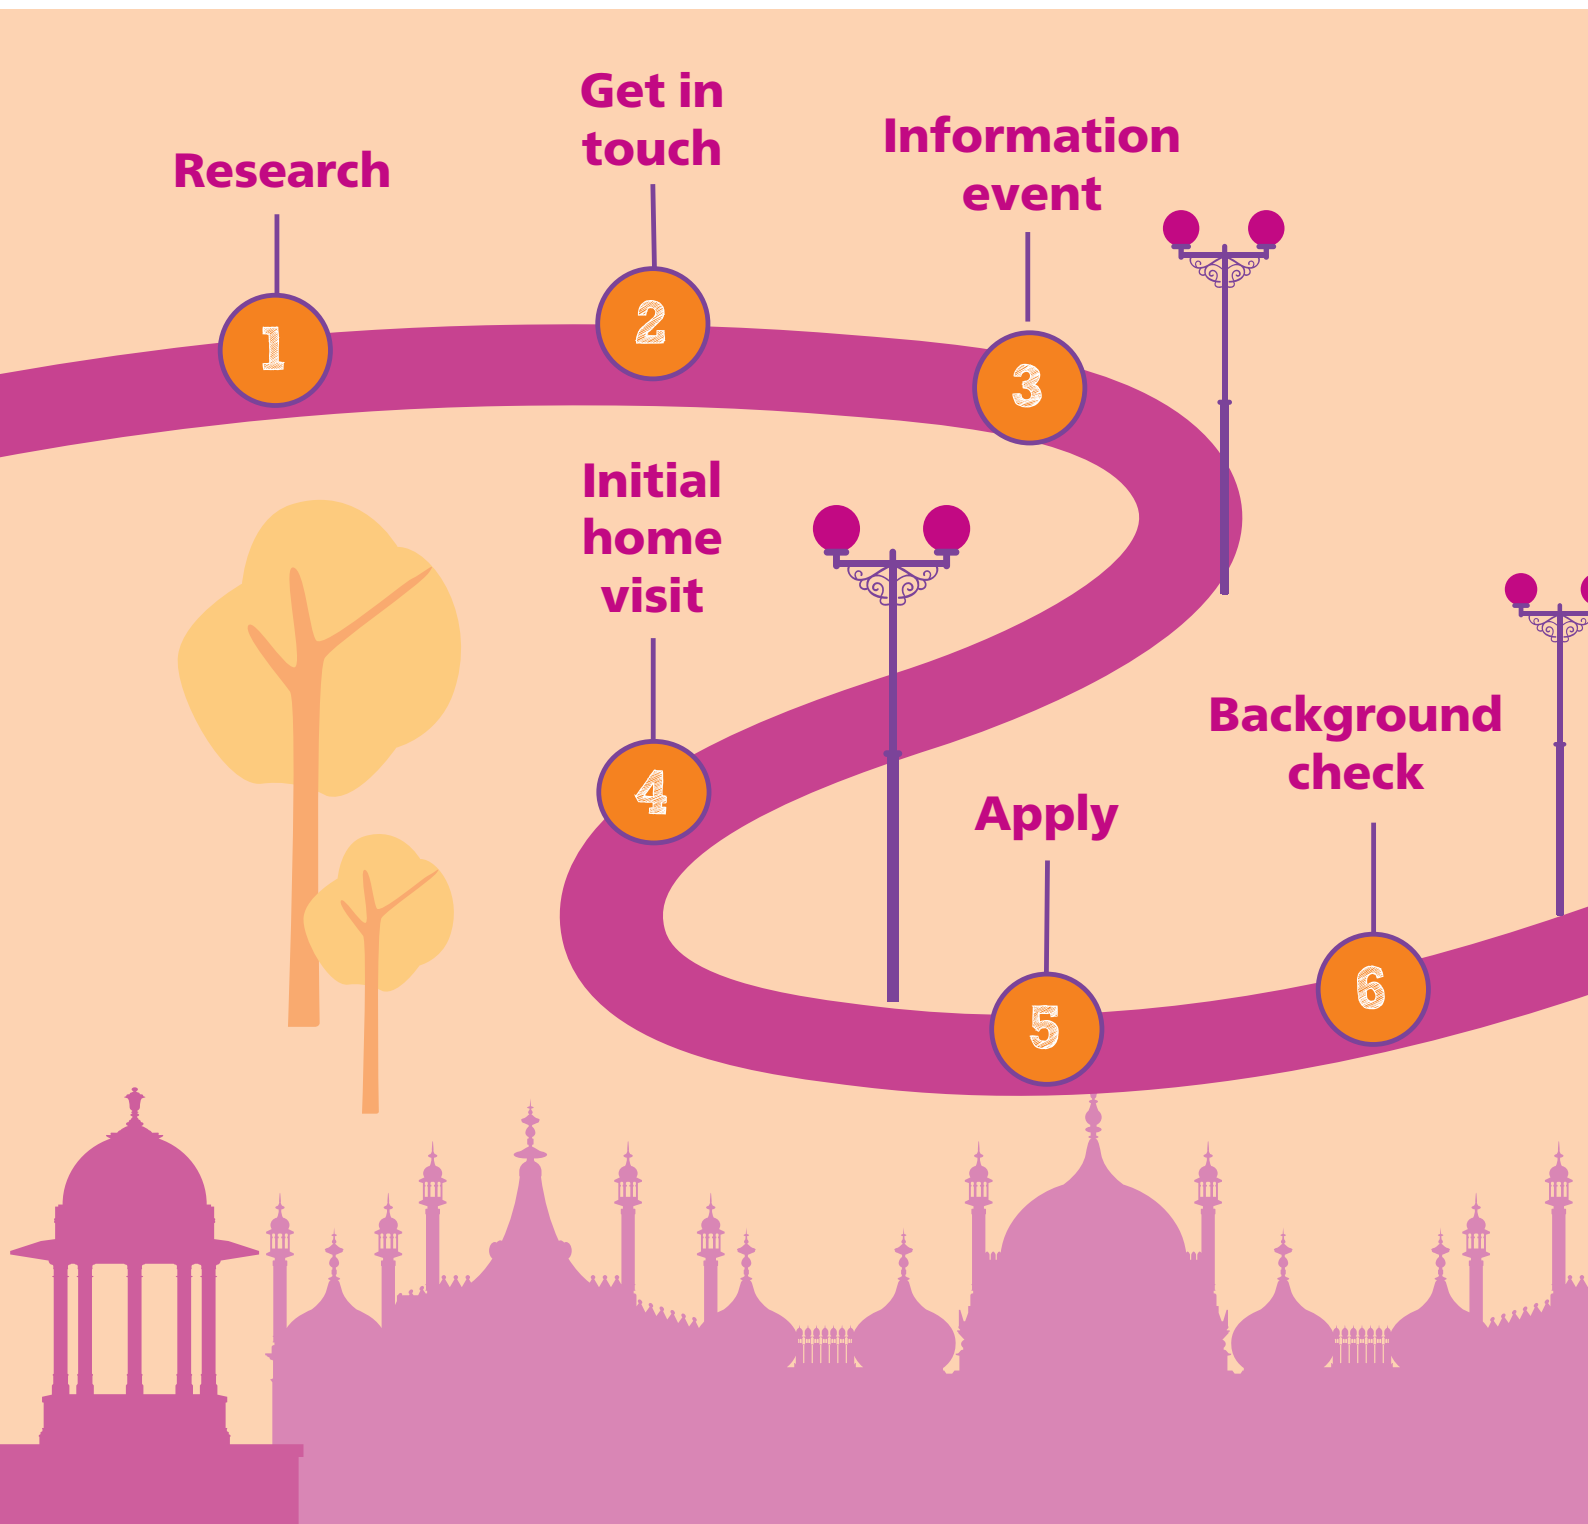 Research
1
Get in
touch
2
Information
event
3
Initial
home
visit
4
Apply
5
Background
check
6